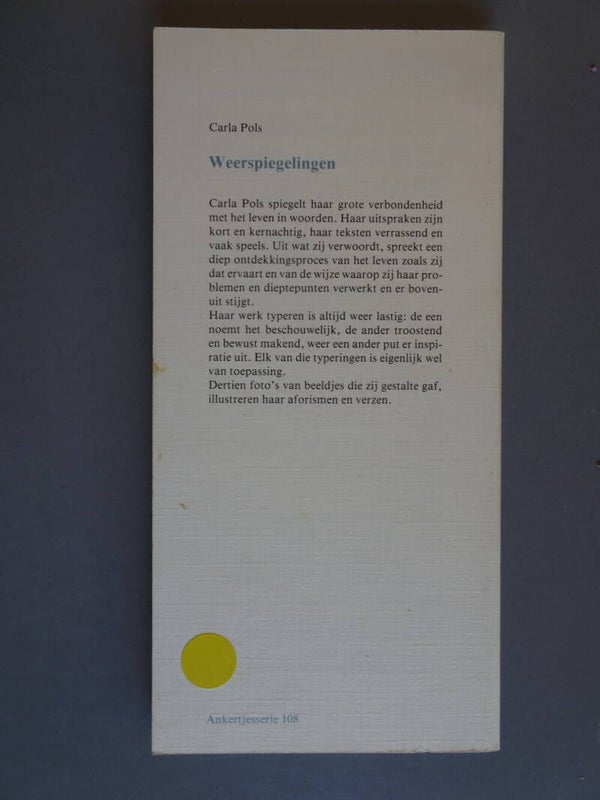 Carla Pols
Weerspiegelingen
Carla Pols spiegelt haar grote verbondenheid
met het leven in woorden. Haar uitspraken zijn
kort en kernachtig, haar teksten verrassend en
vaak speels. Uit wat zij verwoordt, spreekt een
diep ontdekkingsproces van het leven zoals zij
dat ervaart en van de wijze waarop zij haar pro-
blemen en dieptepunten verwerkt en er boven-
uit stijgt.
Haar werk typeren is altijd weer lastig: de een
noemt het beschouwelijk, de ander troostend
en bewust makend, weer een ander put er inspi-
ratie uit. Elk van die typeringen is eigenlijk wel
van toepassing.
Dertien foto's van beeldjes die zij gestalte gaf,
illustreren haar aforismen en verzen.
Ankertjesserie 108